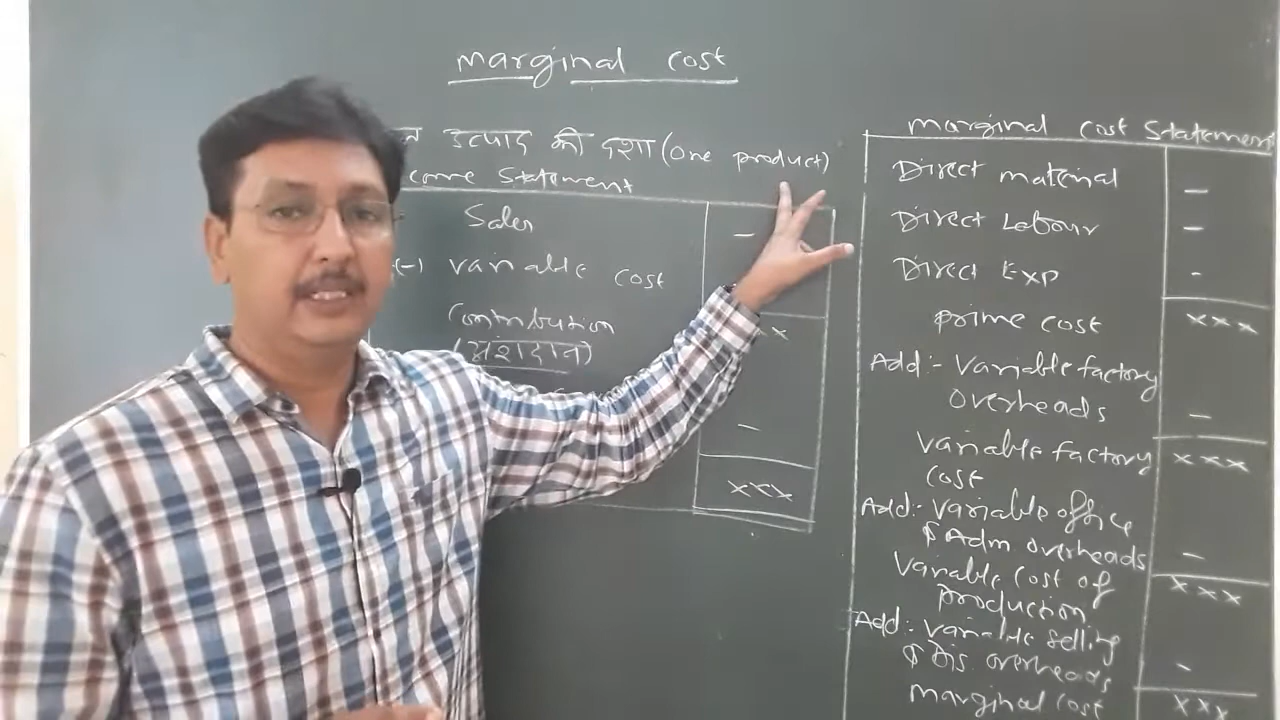 marginal cost
उत्पाद की दशा (one product)
come Statement
Sales -
(-) variable cost
Contribution xx
(अंशदान)
-
xxx
marginal cost Statement
Direct material -
Direct Labour -
Direct Exp -
prime cost xxx
Add:- Variable factory
overheads -
variable factory xxx
cost
Add:- Variable office
& Adm overheads -
Variable cost of xxx
production
Add:- variable selling
& Dis. overheads -
marginal cost xxx